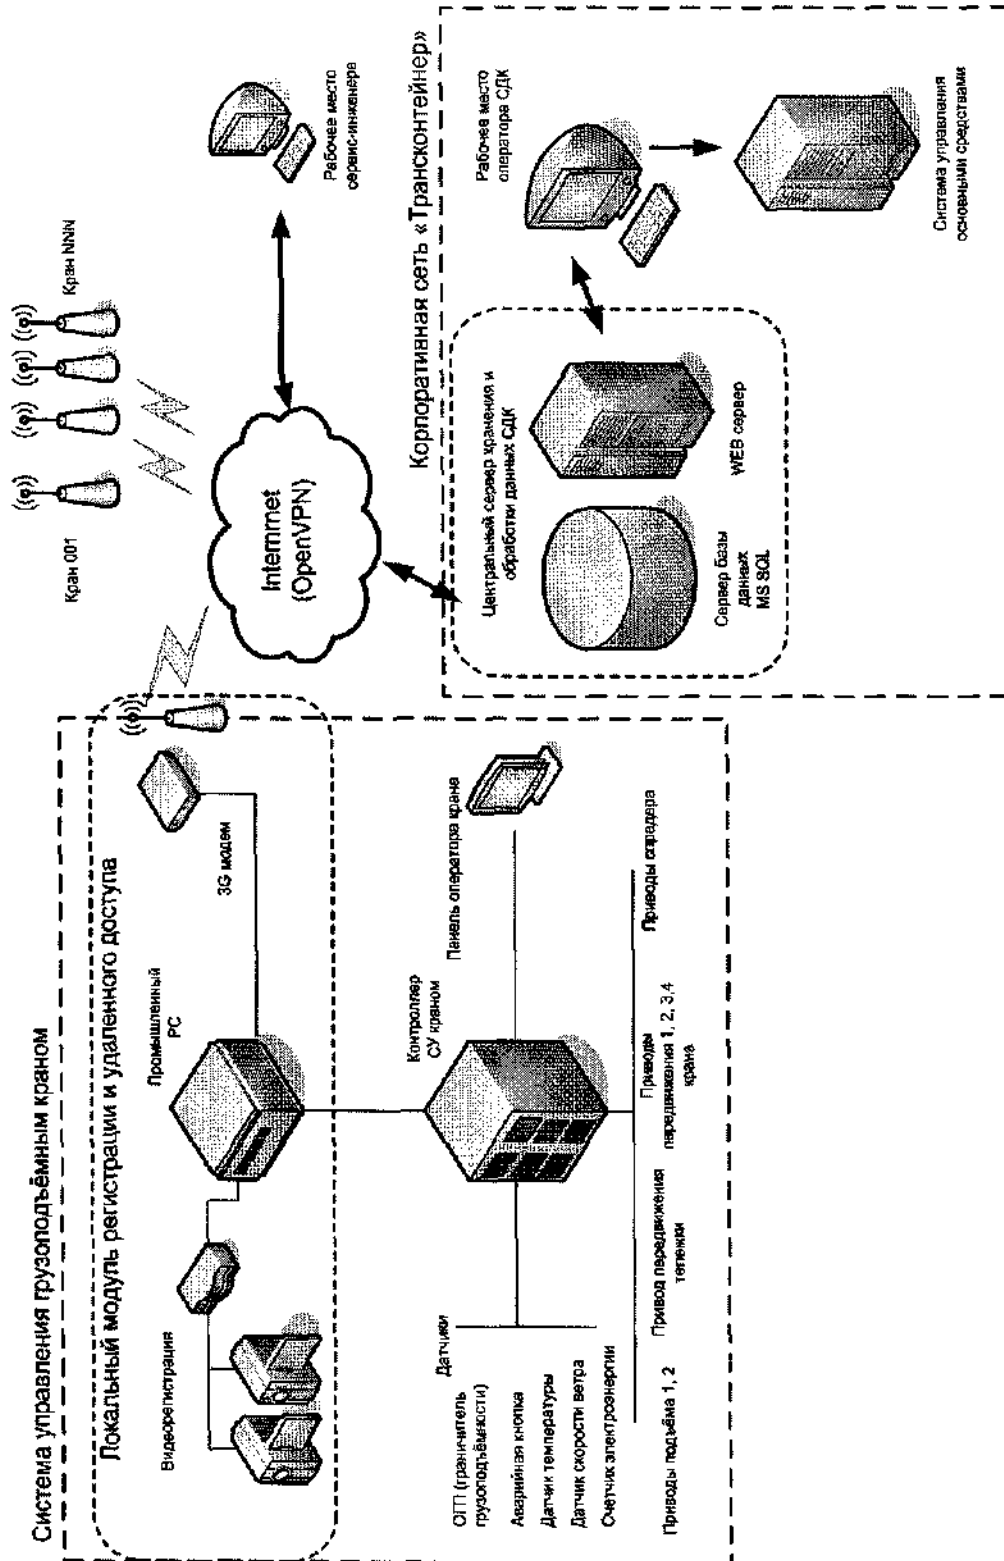 Система управления грузоподъёмным краном
Локальный модуль регистрации и удаленного доступа
Видеорегистрация
Промышленный
PC
3G модем
Датчики
ОГП (граничитель
грузоподъёмности)
Аварийная кнопка
Датчик температуры
Датчик скорости ветра
Счетчик электроэнергии
Контроллер
СУ краном
Панель оператора крана
Приводы подъёма 1, 2
Привод передвижения
тележки
Приводы
передвижения 1, 2, 3,4
крана
Приводы спрадера
Кран 001
Кран NNN
Internet
(OpenVPN)
Рабочее место
сервис-инженера
Корпоративная сеть «Трансконтейнер»
Центральный сервер хранения и
обработки данных СДК
Сервер базы
данных
MS SQL
WEB сервер
Рабочее место
оператора СДК
Система управления
основными средствами